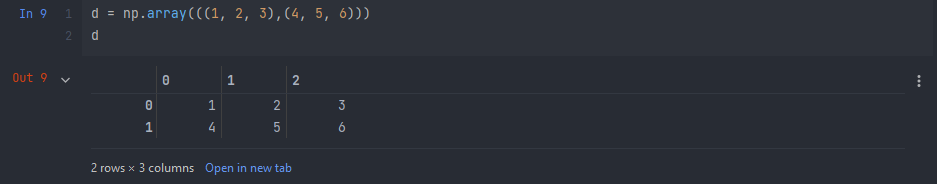 In 9 1 d = np.array(((1, 2, 3),(4, 5, 6)))
2 d
Out 9 0 1 2
0 1 2 3
1 4 5 6
2 rows × 3 columns Open in new tab